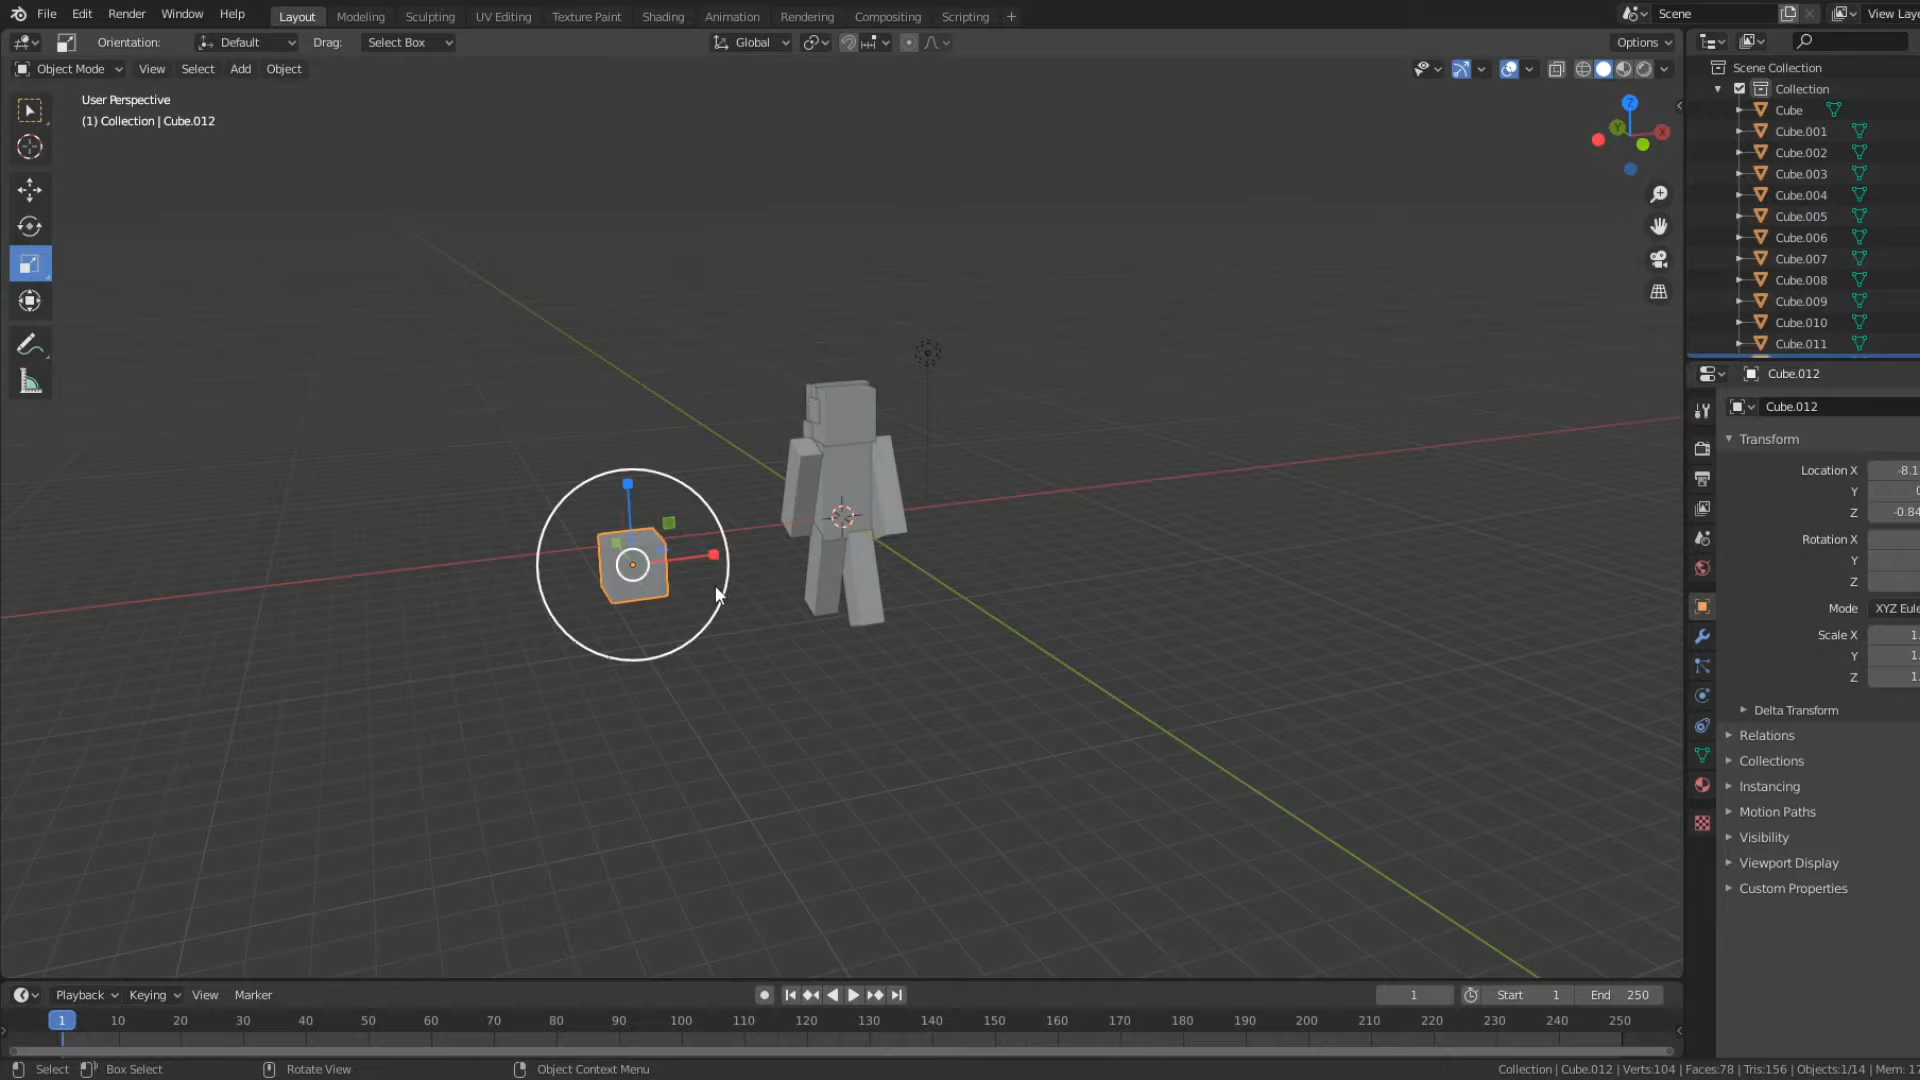 File Edit Render Window Help Layout Modeling Sculpting UV Editing Texture Paint Shading Animation Rendering Compositing Scripting + Scene View Laye
Orientation: Default Drag: Select Box Global Options
Object Mode View Select Add Object
User Perspective
(1) Collection | Cube.012
Z
Y
X
Scene Collection
Collection
Cube
Cube.001
Cube.002
Cube.003
Cube.004
Cube.005
Cube.006
Cube.007
Cube.008
Cube.009
Cube.010
Cube.011
Cube.012
Cube.012
Transform
Location X -8.1
Y 0
Z -0.84
Rotation X
Y
Z
Mode XYZ Eule
Scale X 1.
Y 1.
Z 1.
Delta Transform
Relations
Collections
Instancing
Motion Paths
Visibility
Viewport Display
Custom Properties
Playback Keying View Marker 1 Start 1 End 250
1 10 20 30 40 50 60 70 80 90 100 110 120 130 140 150 160 170 180 190 200 210 220 230 240 250
Select Box Select Rotate View Object Context Menu Collection | Cube.012 | Verts:104 | Faces:78 | Tris:156 | Objects:1/14 | Mem: 17